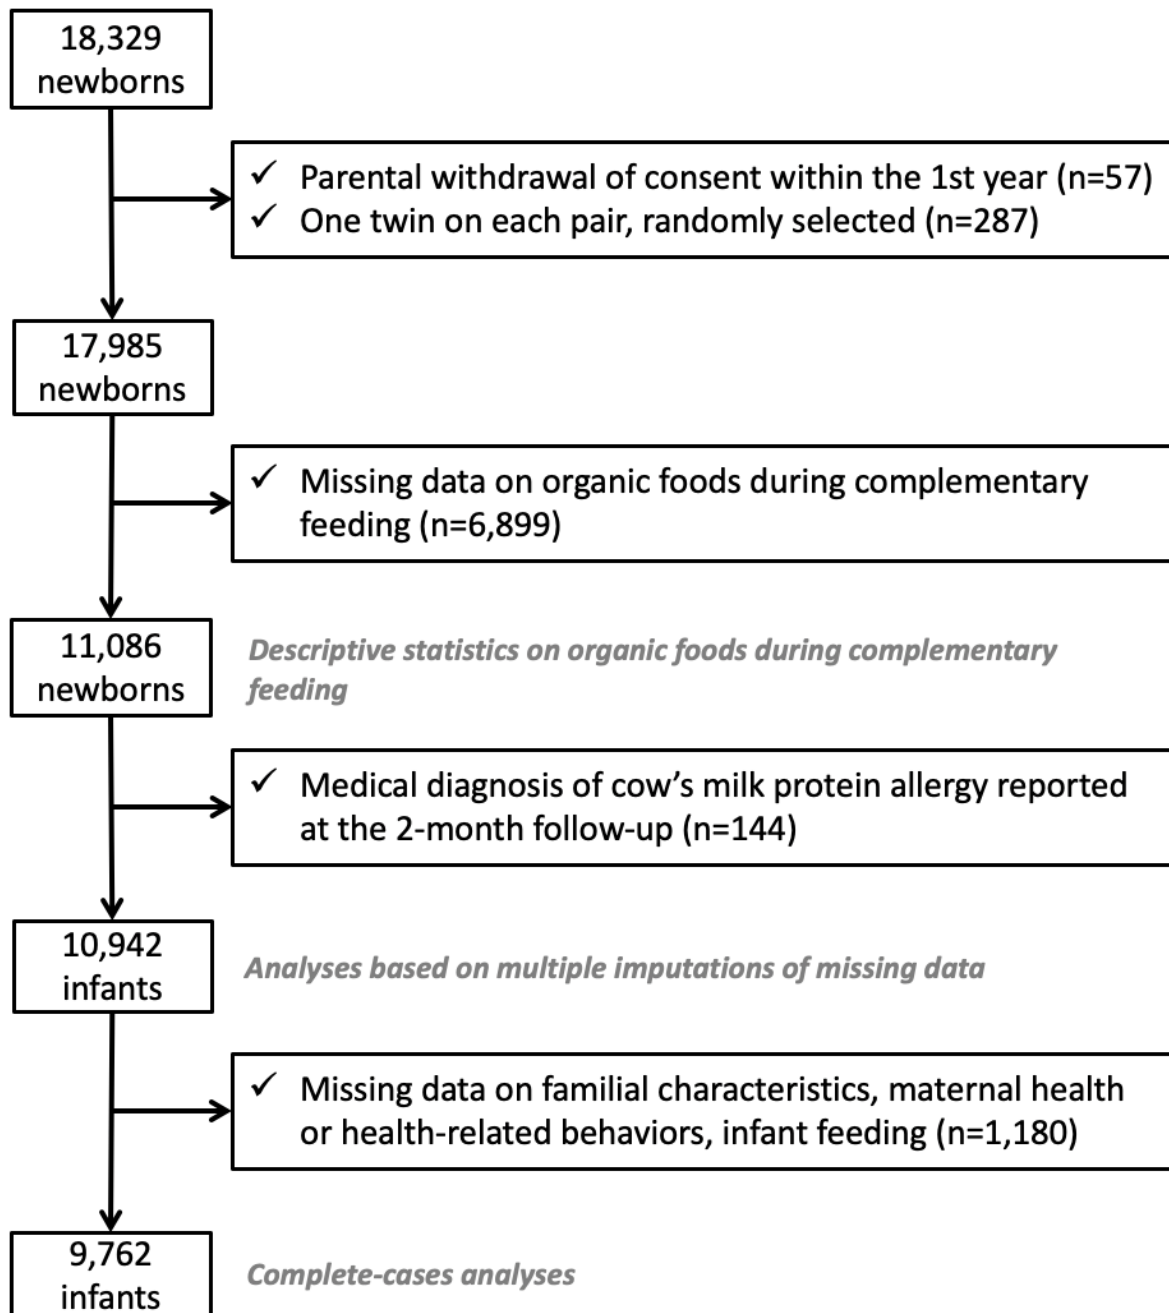 18,329
newborns
✓ Parental withdrawal of consent within the 1st year (n=57)
✓ One twin on each pair, randomly selected (n=287)
17,985
newborns
✓ Missing data on organic foods during complementary
feeding (n=6,899)
11,086
newborns
Descriptive statistics on organic foods during complementary
feeding
✓ Medical diagnosis of cow’s milk protein allergy reported
at the 2-month follow-up (n=144)
10,942
infants
Analyses based on multiple imputations of missing data
✓ Missing data on familial characteristics, maternal health
or health-related behaviors, infant feeding (n=1,180)
9,762
infants
Complete-cases analyses